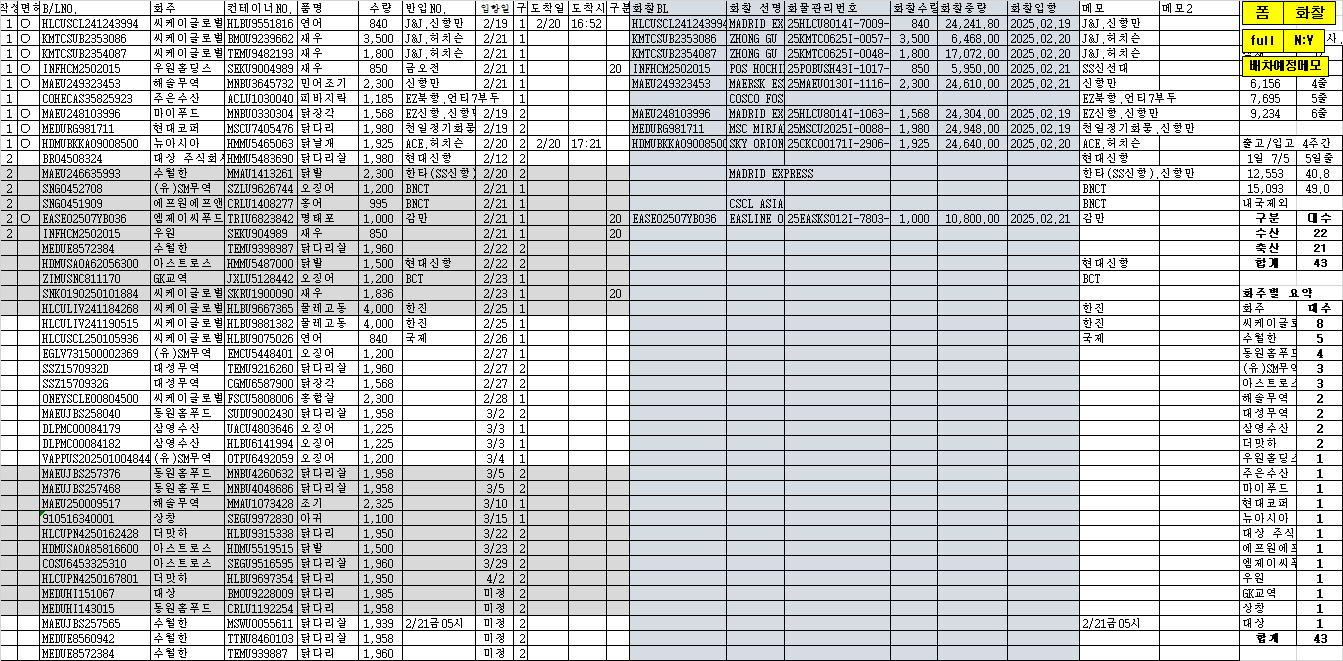 작성 면허 B/LNO. 화주 컨테이너NO. 품명 수량 반입NO. 입항일 구 도착일 도착시 구분 화찰BL 화찰 선명 화물관리번호 화찰수량 화찰중량 화찰입항 메모 메모2 폼 화찰
1 O HLCUSCL241243994 씨케이글로벌 HLBU9551816 연어 840 J&J.신항만 2/19 1 2/20 16:52 HLCUSCL241243994 MADRID EX 25HLCU8014I-7009- 840 24,241.80 2025.02.19 J&J.신항만
1 O KMTCSUB2353086 씨케이글로벌 BMOU9239662 새우 3,500 J&J.허치슨 2/21 1 KMTCSUB2353086 ZHONG GU 25KMTC0625I-0057- 3,500 6,468.00 2025.02.20 J&J.허치슨 full N:Y 사.
1 O KMTCSUB2354087 씨케이글로벌 TEMU9482193 새우 1,800 J&J.허치슨 2/21 1 KMTCSUB2354087 ZHONG GU 25KMTC0625I-0048- 1,800 17,072.00 2025.02.20 J&J.허치슨
1 O INFHCM2502015 우원홀딩스 SEKU9004989 새우 850 금오전 2/21 1 20 INFHCM2502015 POS HOCHI 25POBUSH43I-1017- 850 5,950.00 2025.02.21 SS신선대 배차예정메모
1 O MAEU249323453 해솔무역 MNBU3645732 민어조기 2,300 신항만 2/21 1 MAEU249323453 MAERSK ES 25MAEU0130I-1116- 2,300 24,610.00 2025.02.21 신항만 6,156 4줄
1 COHECAS35825923 주은수산 ACLU1030040 피바지락 1,185 EZ북항.언티7부두 1 COSCO FOS EZ북항.언티7부두 7,695 5줄
1 O MAEU248103996 마이푸드 MNBU0330304 닭장각 1,568 EZ신항.신항만 2/19 2 MAEU248103996 MADRID EX 25HLCU8014I-1063- 1,568 24,304.00 2025.02.19 EZ신항.신항만 9,234 6줄
1 O MEDURG981711 현대코퍼 MSCU7405476 닭다리 1,980 천일정기화물 2/19 2 MEDURG981711 MSC MIRJA 25MSCU2025I-0088- 1,980 24,948.00 2025.02.19 천일정기화물.신항만
1 O HDMUBKKA09008500 뉴아시아 HMMU5465063 닭날개 1,925 ACE.허치슨 2/20 2 2/20 17:21 HDMUBKKA09008500 SKY ORION 25CKCO0171I-2906- 1,925 24,640.00 2025.02.20 ACE.허치슨 출고/입고 4주간
2 BR04508324 대상 주식회사 HMMU5483690 닭다리살 1,980 현대신항 2/12 2 현대신항 1일 7/5 5일줄
2 MAEU246635993 수월한 MMAU1413261 닭발 2,300 한타(SS신항) 2/20 2 MADRID EXPRESS 한타(SS신항).신항만 12,553 40.8
2 SNG0452708 (유)SM무역 SZLU9626744 오징어 1,200 BNCT 2/21 1 BNCT 15,093 49.0
2 SNG0451909 에프원에프앤 CRLU1408277 홍어 995 BNCT 2/21 1 CSCL ASIA BNCT 내국제외
2 O EASE02507YB036 엠제이씨푸드 TRIU6823842 명태포 1,000 감만 2/21 1 20 EASE02507YB036 EASLINE O 25EASKS012I-7803- 1,000 10,800.00 2025.02.21 감만 구분 대수
2 INFHCM2502015 우원 SEKU904989 새우 850 2/21 1 20 수산 22
MEDUE8572384 수월한 TEMU9398987 닭다리살 1,960 2/22 2 축산 21
HDMUSAOA62056300 아스트로스 HMMU5487000 닭발 1,500 현대신항 2/22 2 현대신항 합계 43
ZIMUSNC811170 GK교역 JXLU5128442 오징어 2,200 BCT 2/23 1 BCT
SNKO190250101884 씨케이글로벌 SKRU1900090 새우 1,836 2/23 1 20 화주별 요약
HLCULIV241184268 씨케이글로벌 HLBU9667365 물레고동 4,000 한진 2/25 1 한진 화주 대수
HLCULIV241190515 씨케이글로벌 HLBU9881382 물레고동 4,000 한진 2/25 1 한진 씨케이글로 8
HLCUSCL250105936 씨케이글로벌 HLBU9075026 연어 840 국제 2/26 1 국제 수월한 5
EGLV731500002369 (유)SM무역 EMCU5448401 오징어 1,200 2/27 1 동원홈푸드 4
SSZ1570932D 대성무역 TEMU9216260 닭다리살 1,960 2/27 2 (유)SM무역 3
SSZ1570932G 대성무역 CGMU6587900 닭장각 1,568 2/27 2 아스트로스 3
ONEYSCLE00804500 씨케이글로벌 FSCU5808006 홍합살 2,300 2/28 1 해솔무역 2
MAEUJBS258040 동원홈푸드 SUDU9002430 닭다리살 1,958 3/2 2 대성무역 2
DLPMC00084179 삼영수산 UACU4803646 오징어 1,225 3/3 1 삼영수산 2
DLPMC00084182 삼영수산 HLBU6141994 오징어 1,225 3/3 1 더맛하 2
VAPPUS202501004844 (유)SM무역 OTPU6492059 오징어 1,200 3/4 1 우원홀딩스 1
MAEUJBS257376 동원홈푸드 MNBU4260632 닭다리살 1,958 3/5 2 주은수산 1
MAEUJBS257468 동원홈푸드 MNBU4048686 닭다리살 1,958 3/5 2 마이푸드 1
MAEU250009517 해솔무역 MMAU1073428 조기 2,325 3/10 1 현대코퍼 1
910516340001 상창 SEGU9972830 아귀 1,100 3/15 1 뉴아시아 1
HLCUPN4250162428 더맛하 HLBU9315338 닭다리 1,950 3/22 2 대상 주식 1
HDMUSAOA85816600 아스트로스 HDMU5519515 닭발 1,500 3/23 2 에프원에프 1
COSU6453325310 아스트로스 SEGU9516595 닭다리살 1,960 3/29 2 엠제이씨푸 1
HLCUPN4250167801 더맛하 HLBU9697354 닭다리 1,950 4/2 2 우원 1
MEDUHI151067 대상 BMOU9228009 닭다리 1,985 미정 2 GK교역 1
MEDUHI143015 동원홈푸드 CRLU1192254 닭다리 1,958 미정 2 상창 1
MAEUJBS257565 수월한 MSWU0055611 닭다리살 1,939 2/21금05시 미정 2 2/21금05시 대상 1
MEDUE8560942 수월한 TTNU8460103 닭다리살 1,958 미정 2 합계 43
MEDUE8572384 수월한 TEMU939887 닭다리살 1,960 미정 2